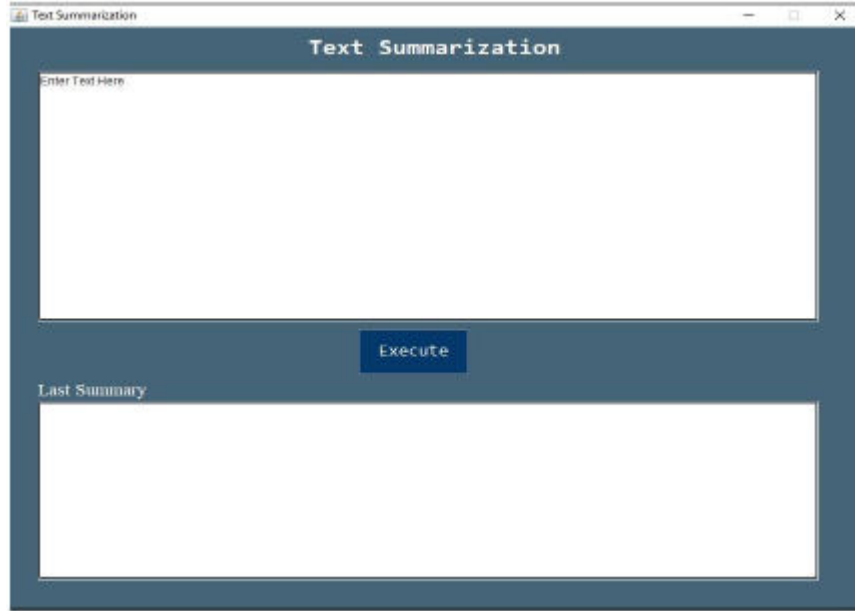 Text Summarization
Text Summarization
Enter Text Here
Execute
Last Summary